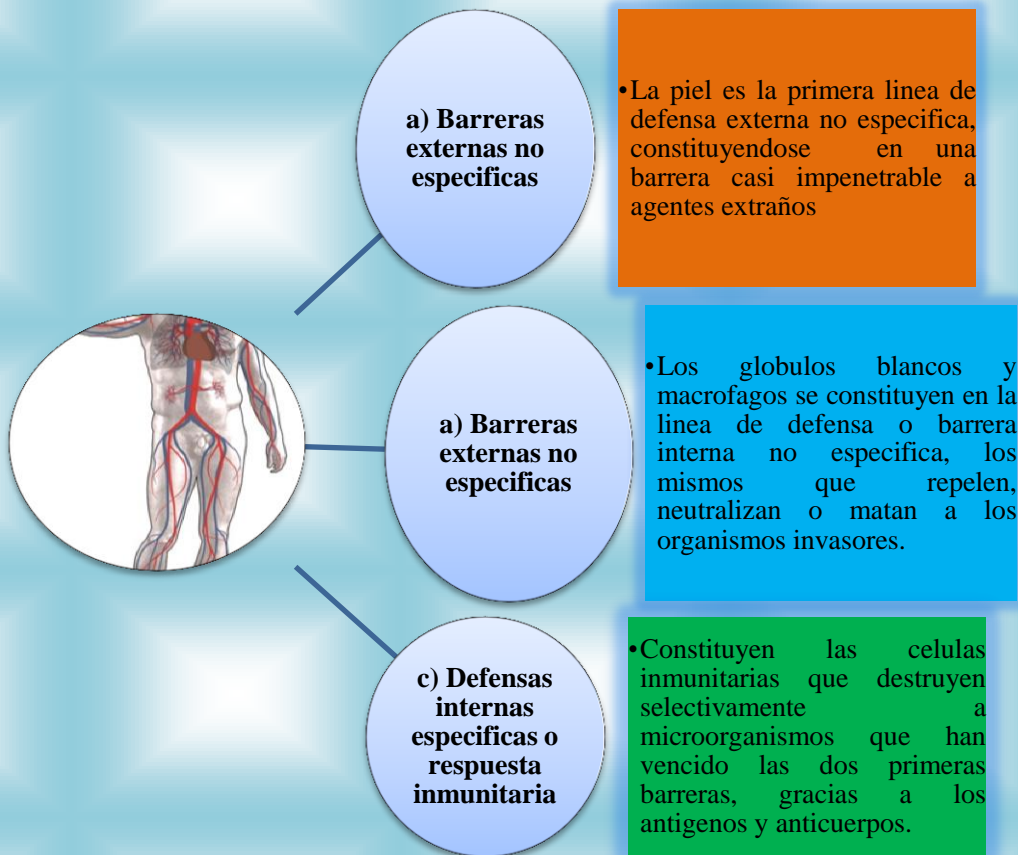 a) Barreras
externas no
especificas
•La piel es la primera linea de
defensa externa no especifica,
constituyendose en una
barrera casi impenetrable a
agentes extraños
a) Barreras
externas no
especificas
•Los globulos blancos y
macrofagos se constituyen en la
linea de defensa o barrera
interna no especifica, los
mismos que repelen,
neutralizan o matan a los
organismos invasores.
c) Defensas
internas
especificas o
respuesta
inmunitaria
•Constituyen las celulas
inmunitarias que destruyen
selectivamente a
microorganismos que han
vencido las dos primeras
barreras, gracias a los
antigenos y anticuerpos.